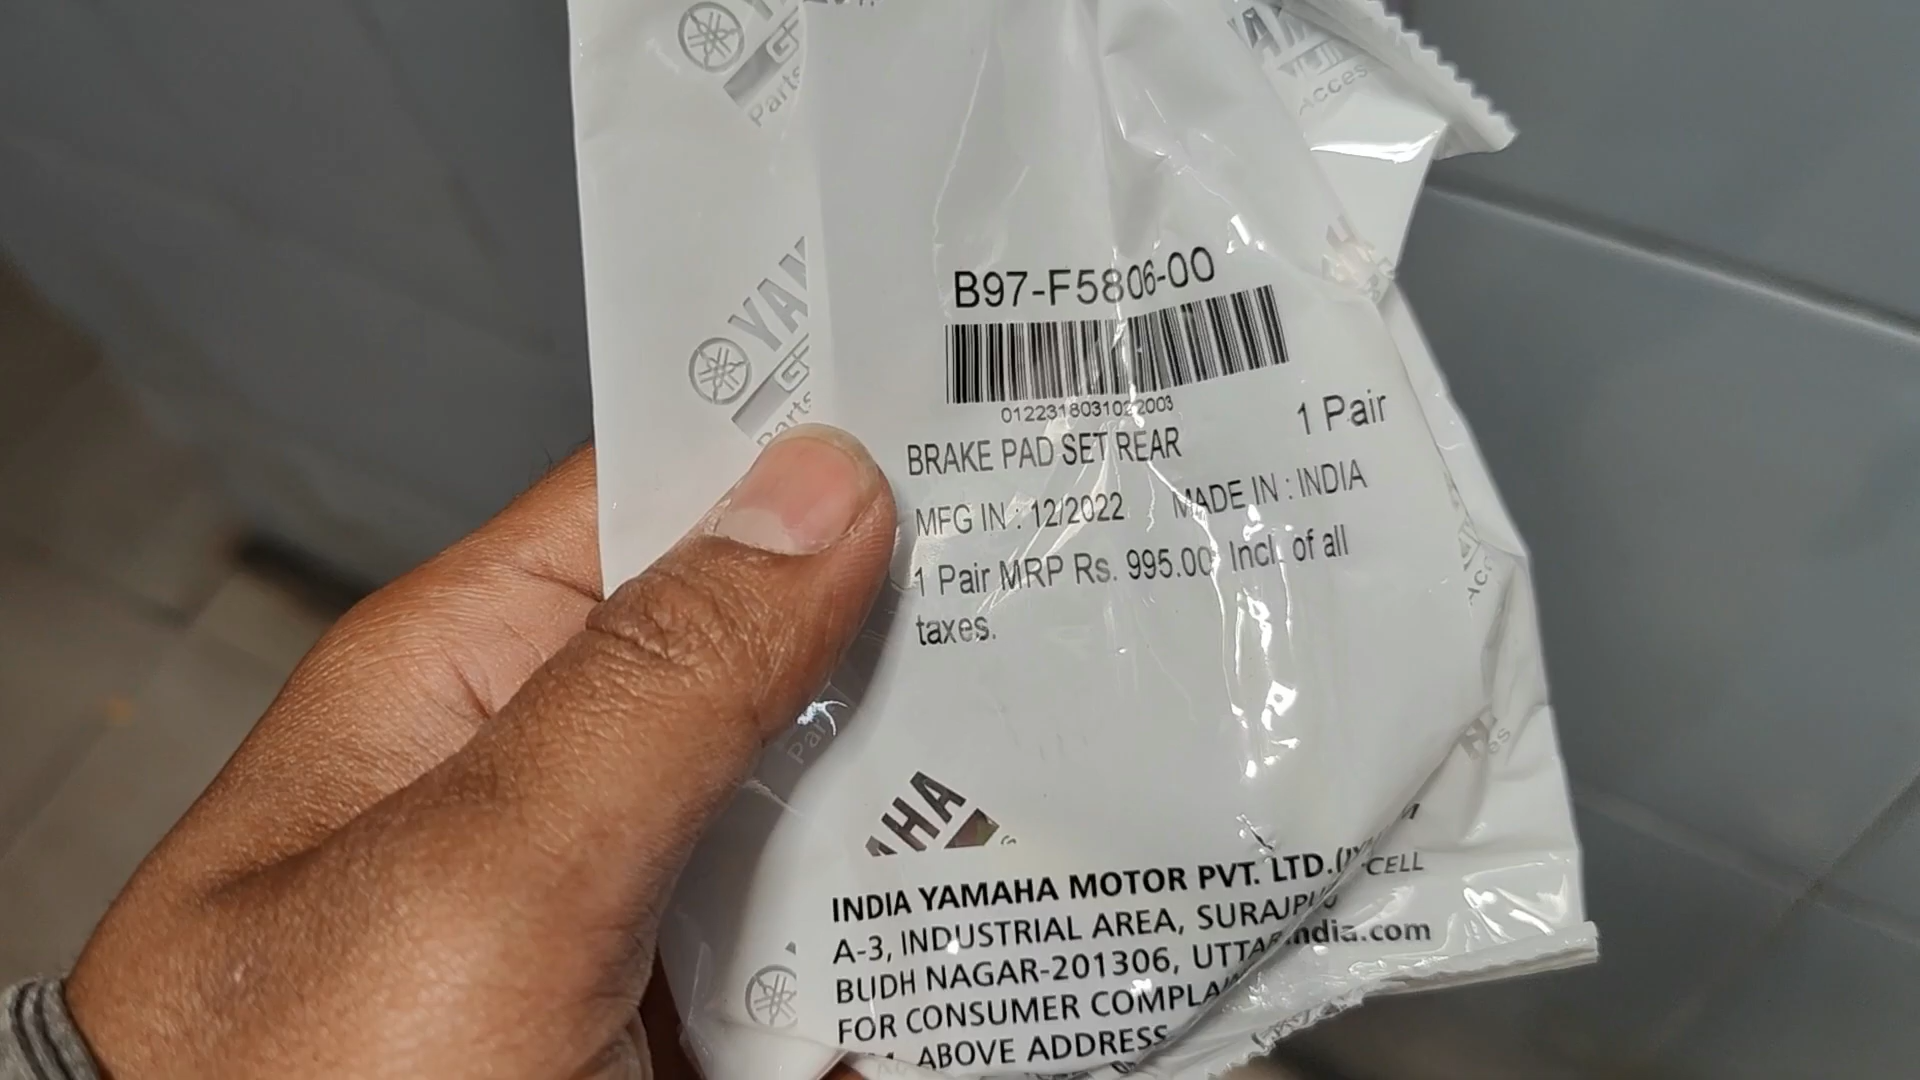 B97-F5806-00
0122318031022003
1 Pair
BRAKE PAD SET REAR
MFG IN : 12/2022 MADE IN : INDIA
1 Pair MRP Rs. 995.00 Incl. of all
taxes.
INDIA YAMAHA MOTOR PVT. LTD.
CELL
A-3, INDUSTRIAL AREA,
BUDH NAGAR-201306,
india.com
FOR CONSUMER
ABOVE ADDRESS
Parts
Parts